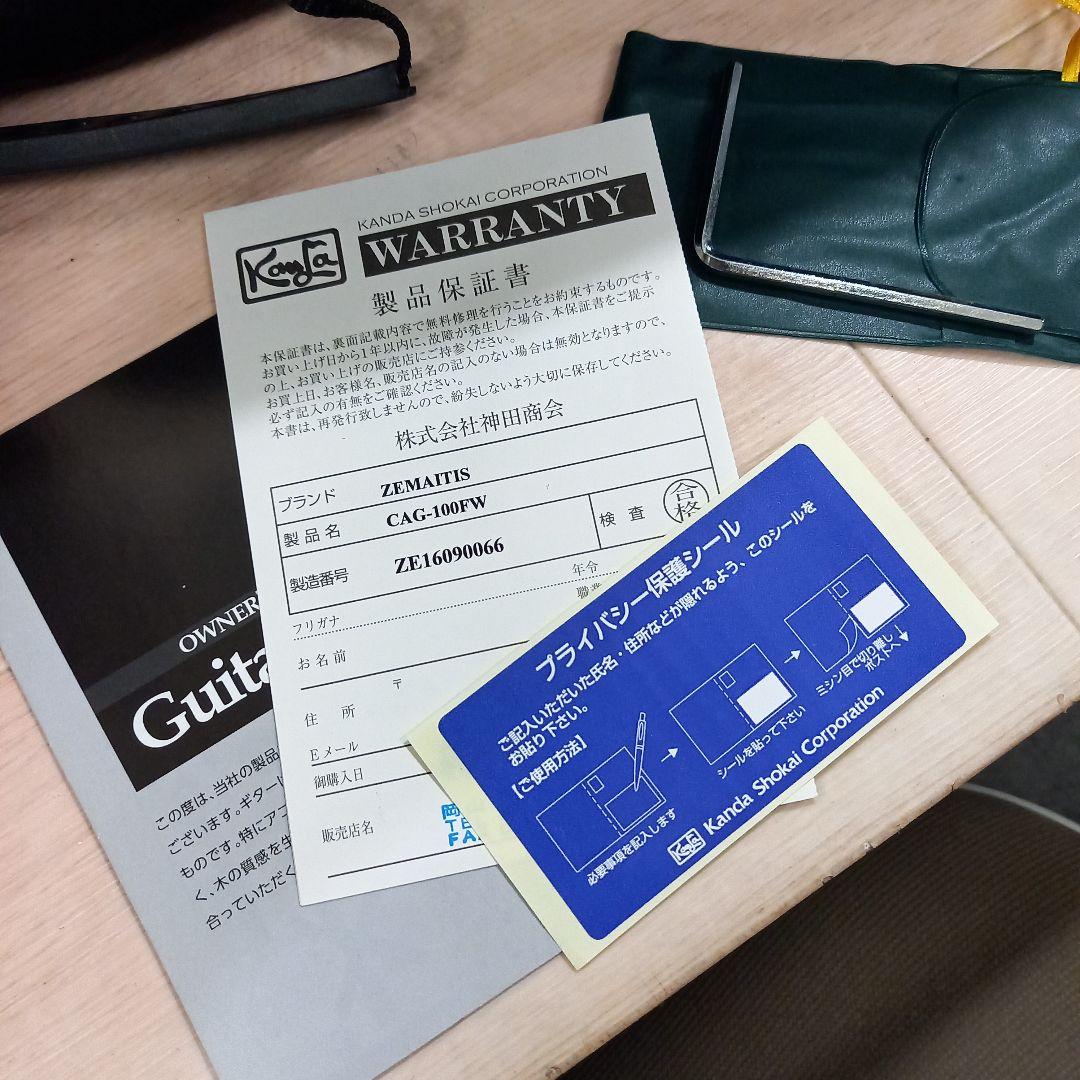 KANDA SHOKAI CORPORATION
Kanda
WARRANTY
製品保証書
本保証書は、裏面記載内容で無料修理を行うことをお約束するものです。
お買い上げ日から1年以内に、故障が発生した場合、本保証書をご提示
の上、お買い上げの販売店にご持参ください。
お買上日、お客様名、販売店名の記入のない場合は無効となりますので、
必ず記入の有無をご確認ください。
本書は、再発行致しませんので、紛失しないよう大切に保存してください。
株式会社神田商会
ブランド ZEMAITIS
製品名 CAG-100FW
製造番号 ZE16090066
検査 合格
フリガナ
年令
お名前
職業
〒
住所
Eメール
御購入日
販売店名
岡
TE
FA
OWNER
Guita
この度は、当社の製品
ございます。ギター
ものです。特にアコ
く、木の質感を生
合っていただく
プライバシー保護シール
ご記入いただいた氏名・住所などが隠れるよう、このシールを
お貼り下さい。
【ご使用方法】
必要事項を記入します
シールを貼って下さい
ミシン目で切り離し
ポストへ
Kanda Kanda Shokai Corporation